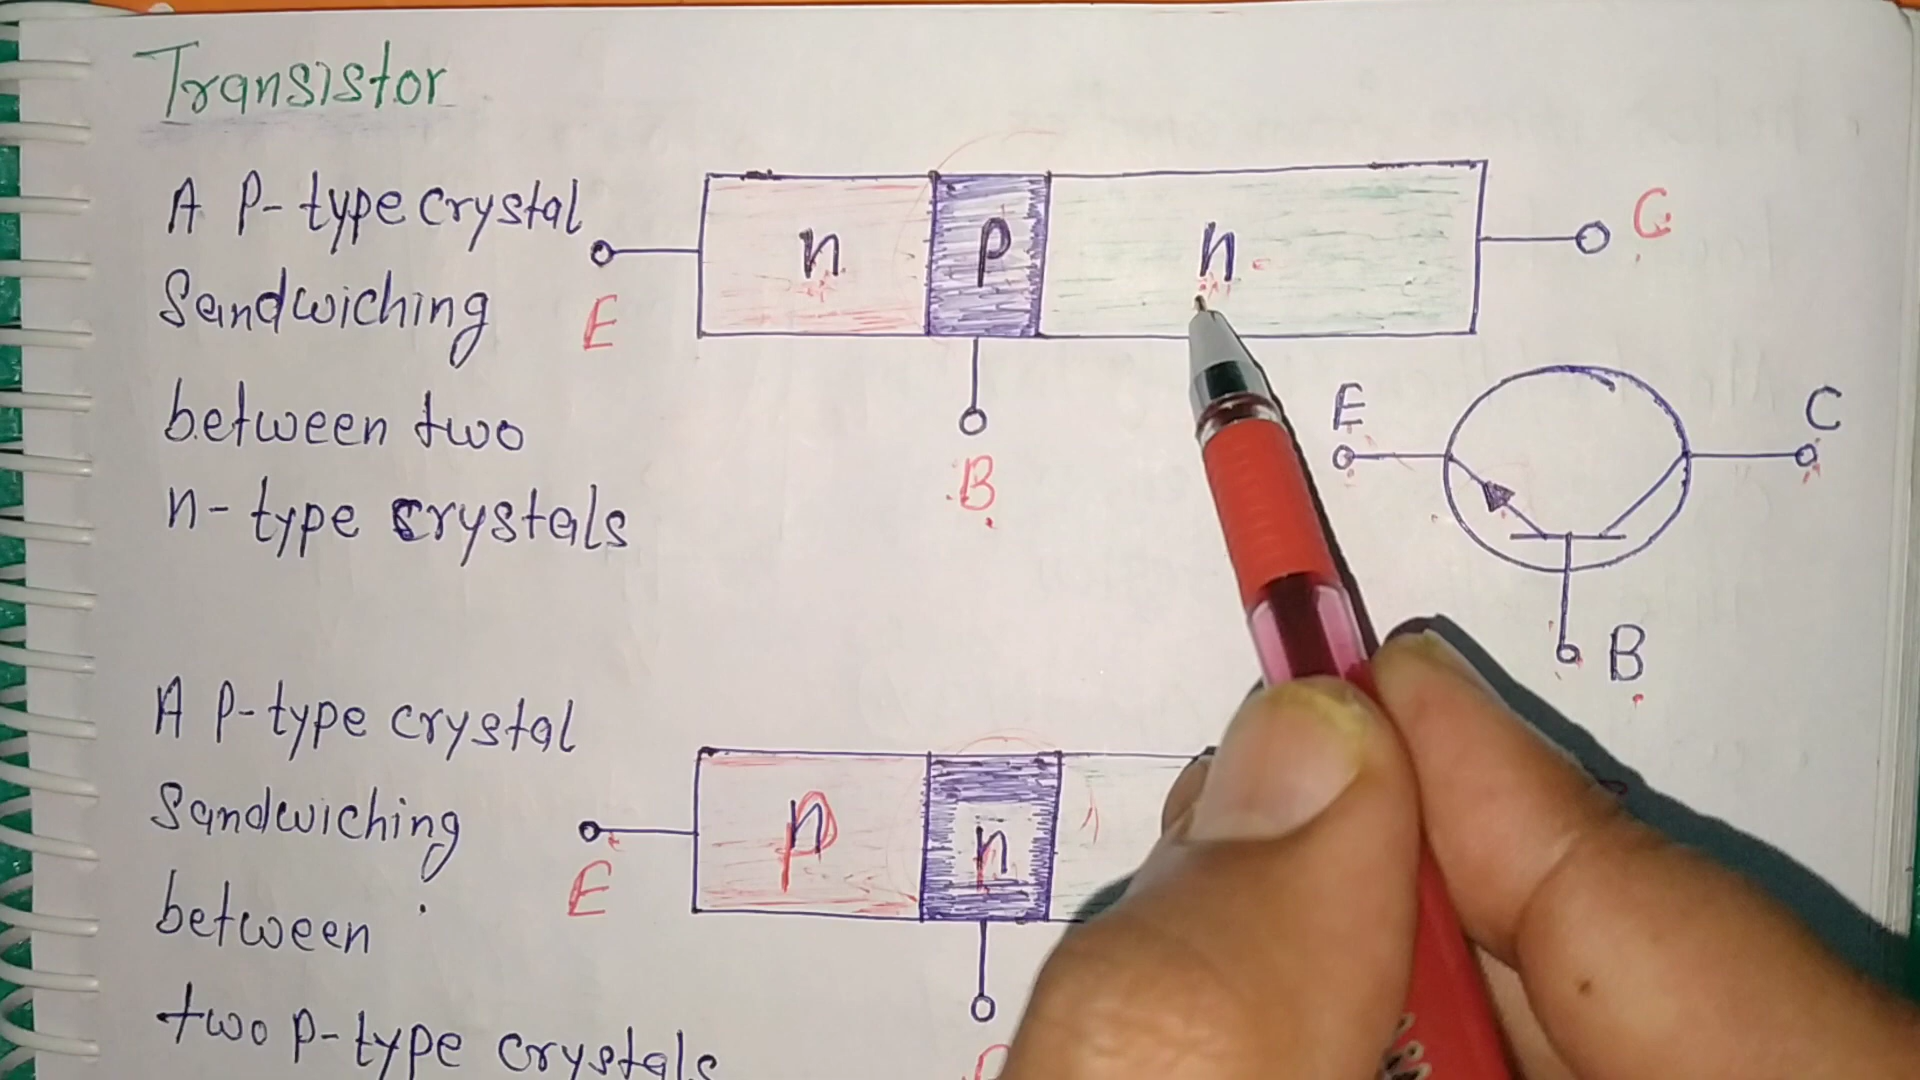 Transistor
A P-type crystal
Sandwiching
between two
n-type crystals
n p n
E
C
B
E
C
B
A P-type crystal
Sandwiching
between
two p-type crystals
p n
E